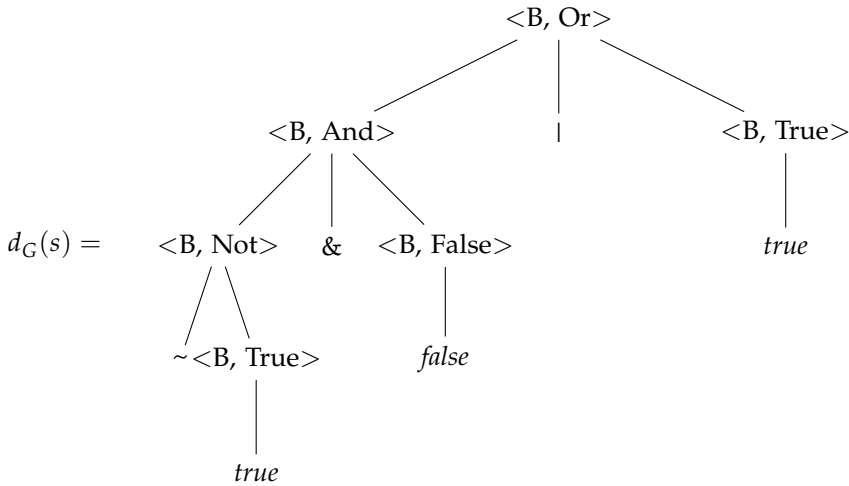 <B, Or>
<B, And> | <B, True>
d_G(s) = <B, Not> & <B, False> true
~ <B, True> false
true